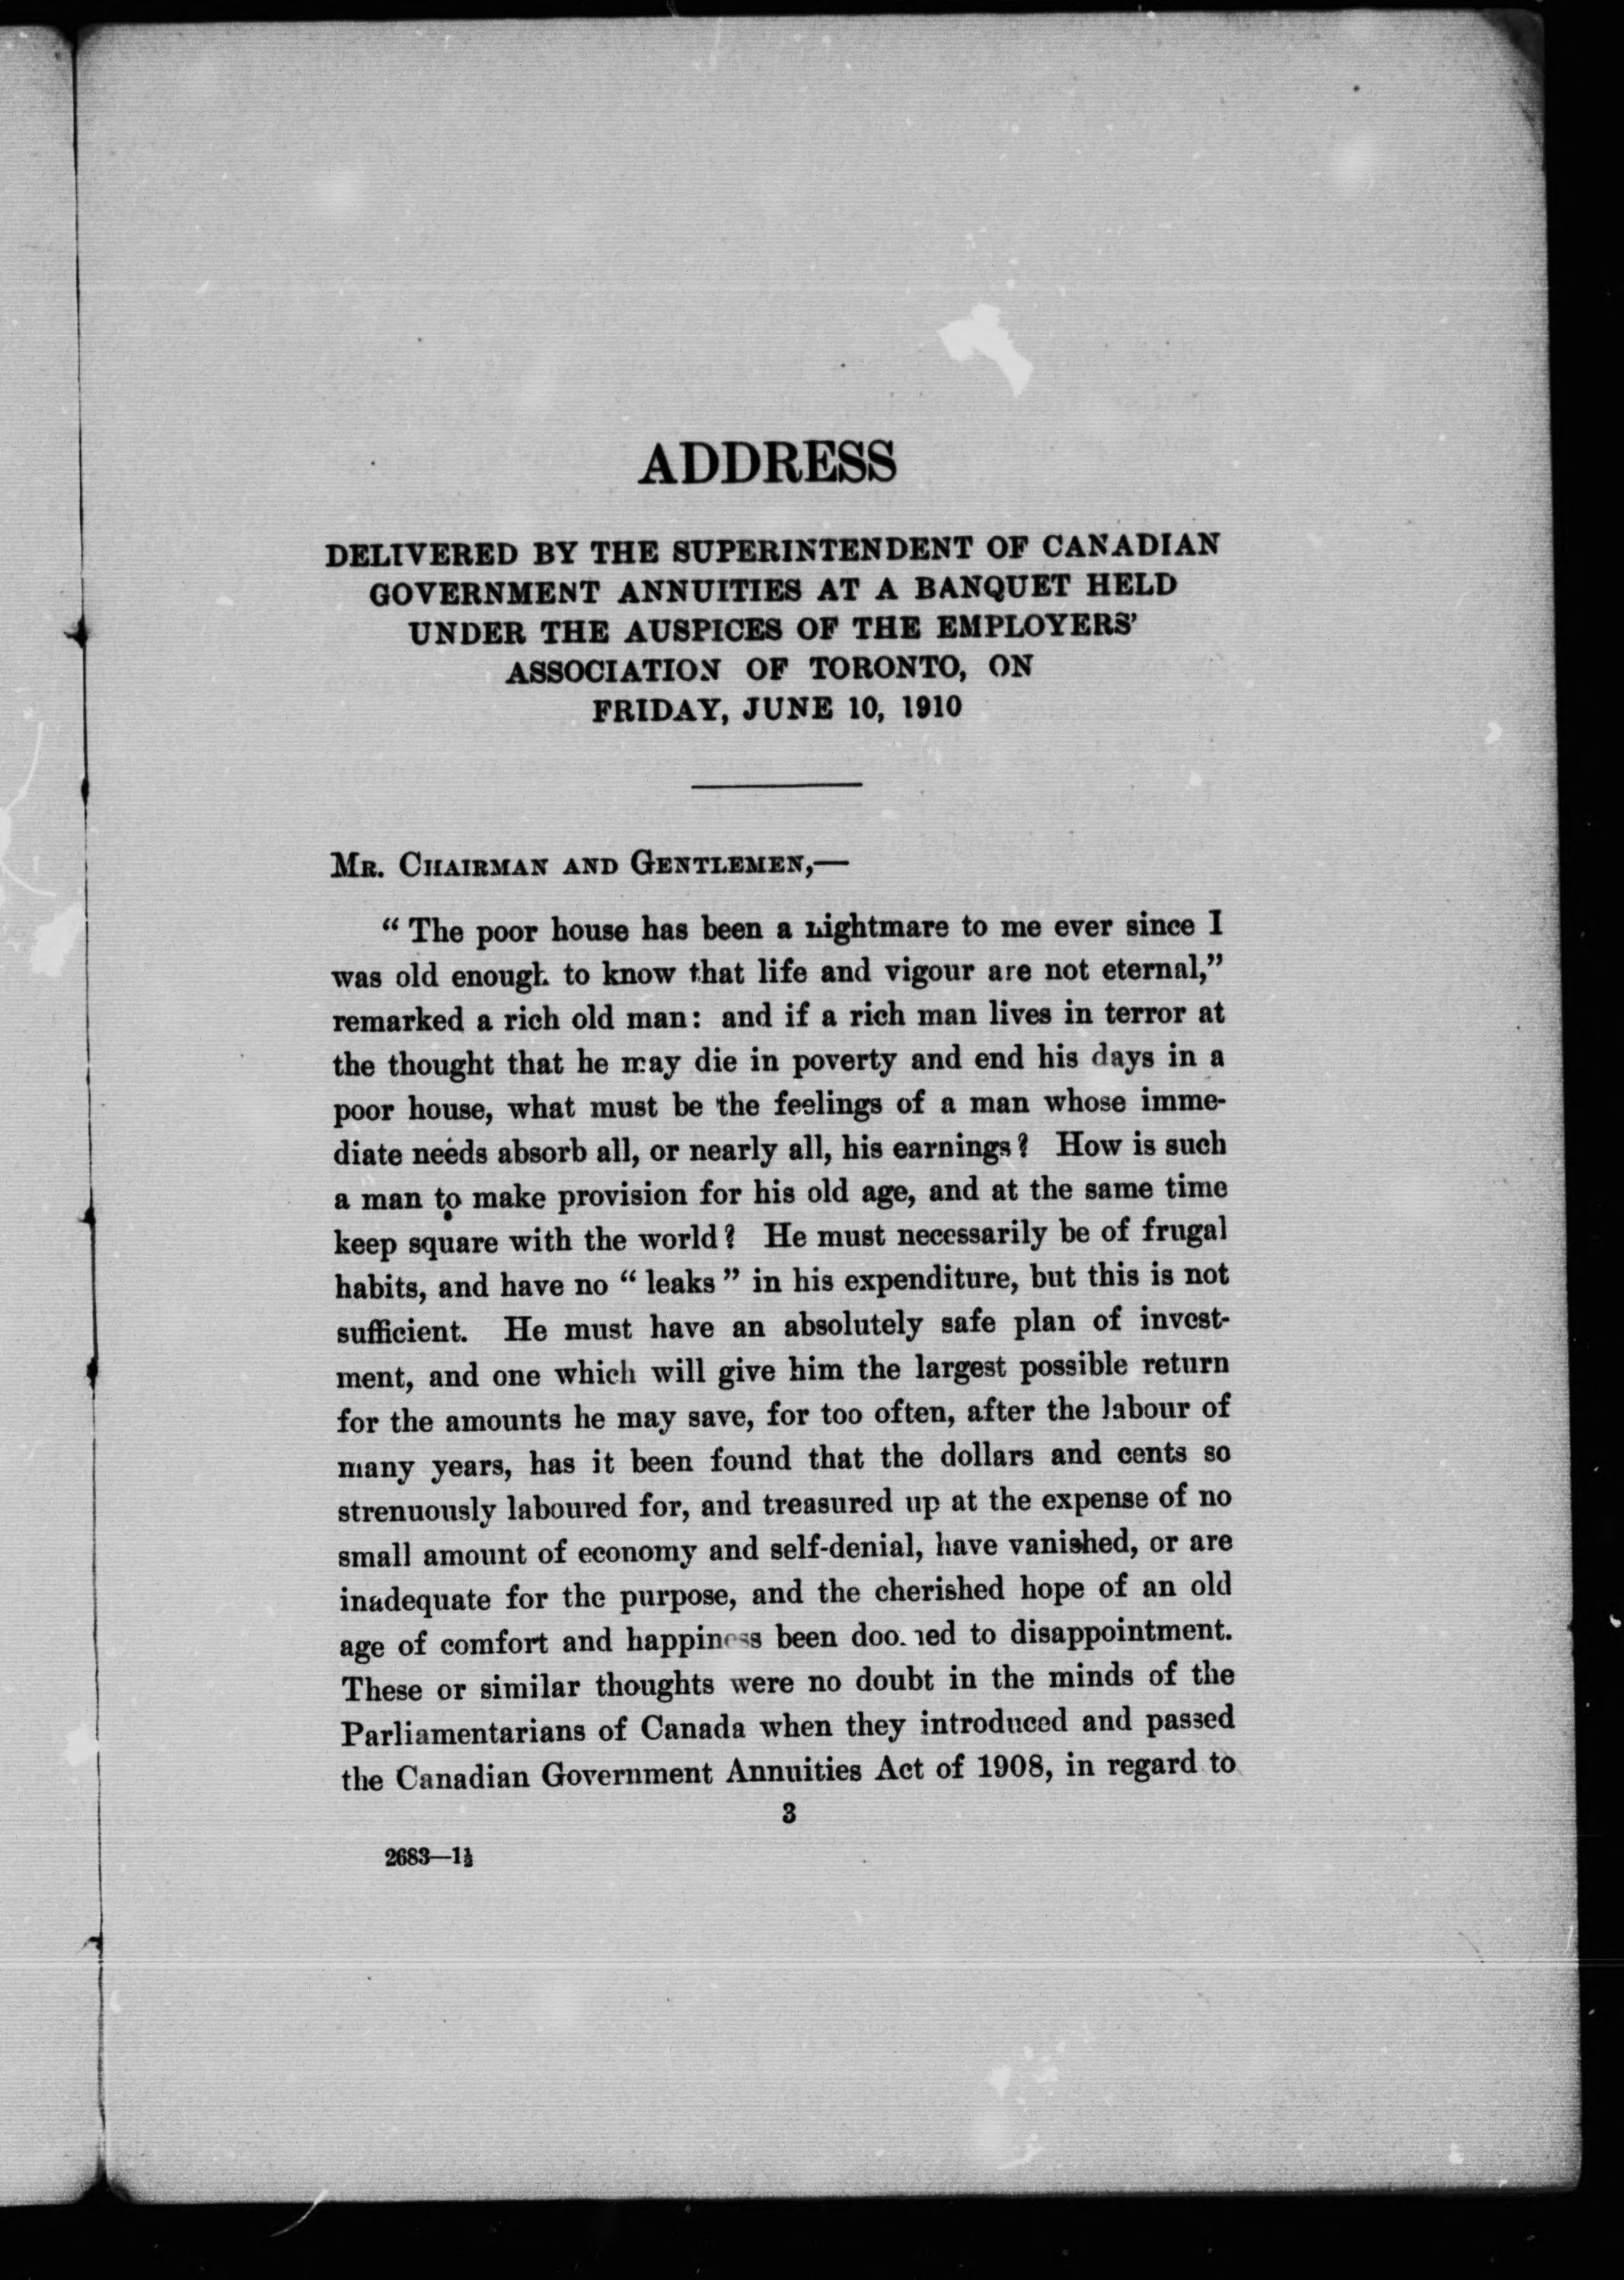 ADDRESS
DELIVERED BY THE SUPERINTENDENT OF CANADIAN
GOVERNMENT ANNUITIES AT A BANQUET HELD
UNDER THE AUSPICES OF THE EMPLOYERS'
ASSOCIATION OF TORONTO, ON
FRIDAY, JUNE 10, 1910
MR. CHAIRMAN AND GENTLEMEN,—
" The poor house has been a nightmare to me ever since I
was old enough to know that life and vigour are not eternal,"
remarked a rich old man: and if a rich man lives in terror at
the thought that he may die in poverty and end his days in a
poor house, what must be the feelings of a man whose imme-
diate needs absorb all, or nearly all, his earnings? How is such
a man to make provision for his old age, and at the same time
keep square with the world? He must necessarily be of frugal
habits, and have no " leaks " in his expenditure, but this is not
sufficient. He must have an absolutely safe plan of invest-
ment, and one which will give him the largest possible return
for the amounts he may save, for too often, after the labour of
many years, has it been found that the dollars and cents so
strenuously laboured for, and treasured up at the expense of no
small amount of economy and self-denial, have vanished, or are
inadequate for the purpose, and the cherished hope of an old
age of comfort and happiness been doomed to disappointment.
These or similar thoughts were no doubt in the minds of the
Parliamentarians of Canada when they introduced and passed
the Canadian Government Annuities Act of 1908, in regard to
3
2683—1½